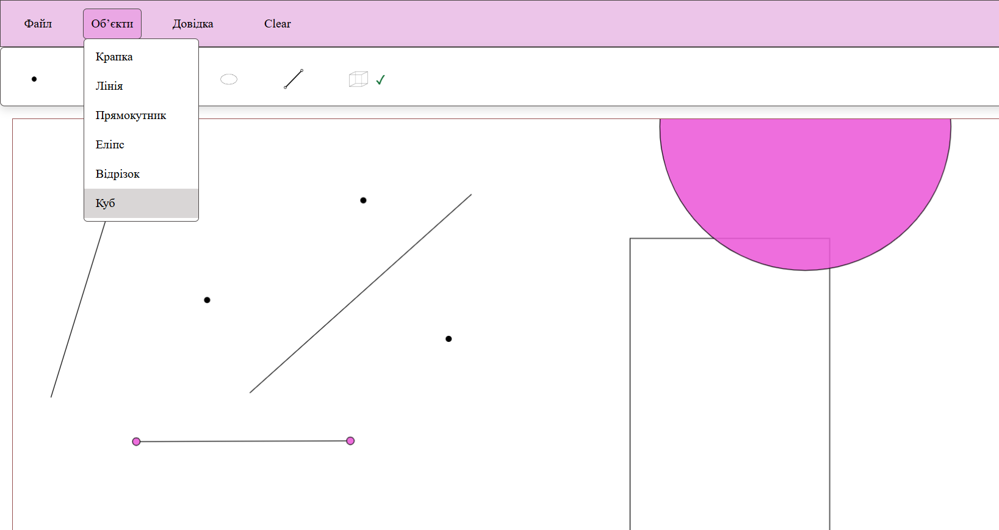 Файл Об’єкти Довідка Clear
Крапка
Лінія
Прямокутник
Еліпс
Відрізок
Куб